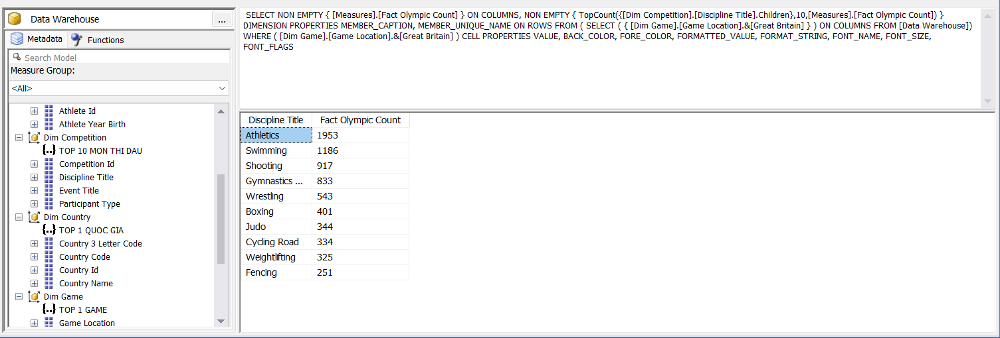 Data Warehouse
...
Metadata
Functions
Search Model
Measure Group:
<All>
Athlete Id
Athlete Year Birth
Dim Competition
TOP 10 MON THI DAU
Competition Id
Discipline Title
Event Title
Participant Type
Dim Country
TOP 1 QUOC GIA
Country 3 Letter Code
Country Code
Country Id
Country Name
Dim Game
TOP 1 GAME
Game Location
SELECT NON EMPTY { [Measures].[Fact Olympic Count] } ON COLUMNS, NON EMPTY { TopCount({[Dim Competition].[Discipline Title].Children},10,[Measures].[Fact Olympic Count]) }
DIMENSION PROPERTIES MEMBER_CAPTION, MEMBER_UNIQUE_NAME ON ROWS FROM ( SELECT ( { [Dim Game].[Game Location].&[Great Britain] } ) ON COLUMNS FROM [Data Warehouse])
WHERE ( [Dim Game].[Game Location].&[Great Britain] ) CELL PROPERTIES VALUE, BACK_COLOR, FORE_COLOR, FORMATTED_VALUE, FORMAT_STRING, FONT_NAME, FONT_SIZE,
FONT_FLAGS
Discipline Title Fact Olympic Count
Athletics 1953
Swimming 1186
Shooting 917
Gymnastics ... 833
Wrestling 543
Boxing 401
Judo 344
Cycling Road 334
Weightlifting 325
Fencing 251